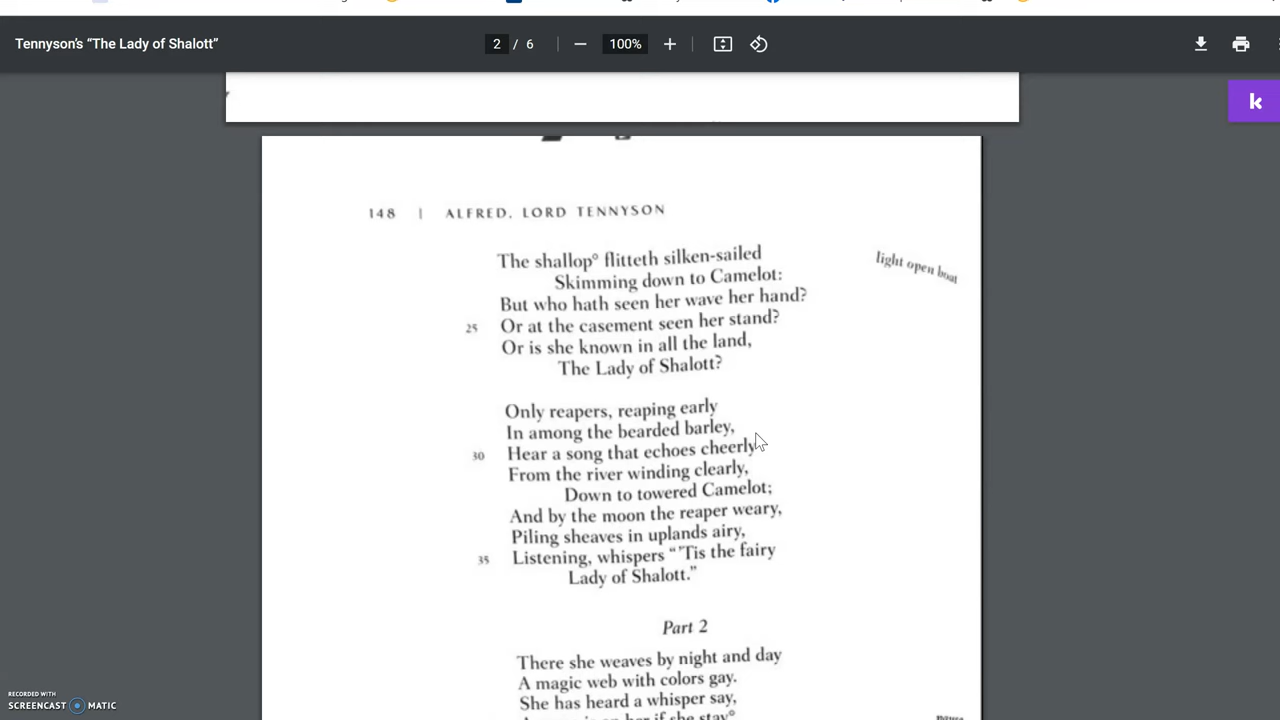 Tennyson's "The Lady of Shalott"
2 / 6
100%
k
148 | ALFRED, LORD TENNYSON
The shallop° flitteth silken-sailed
light open boat
Skimming down to Camelot:
But who hath seen her wave her hand?
25 Or at the casement seen her stand?
Or is she known in all the land,
The Lady of Shalott?
Only reapers, reaping early
In among the bearded barley,
30 Hear a song that echoes cheerly
From the river winding clearly,
Down to towered Camelot;
And by the moon the reaper weary,
Piling sheaves in uplands airy,
35 Listening, whispers "'Tis the fairy
Lady of Shalott."
Part 2
There she weaves by night and day
A magic web with colors gay.
She has heard a whisper say,
if she stay°
RECORDED WITH
SCREENCAST MATIC